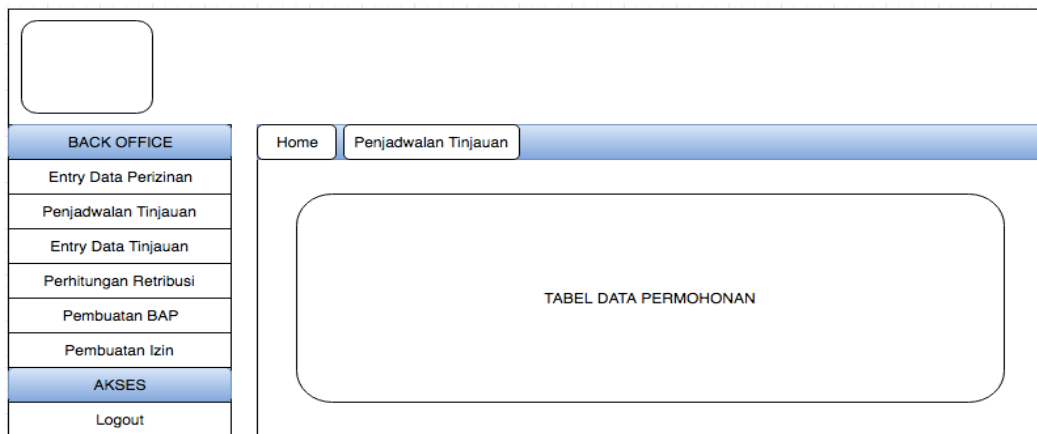 BACK OFFICE
Entry Data Perizinan
Penjadwalan Tinjauan
Entry Data Tinjauan
Perhitungan Retribusi
Pembuatan BAP
Pembuatan Izin
AKSES
Logout
Home
Penjadwalan Tinjauan
TABEL DATA PERMOHONAN